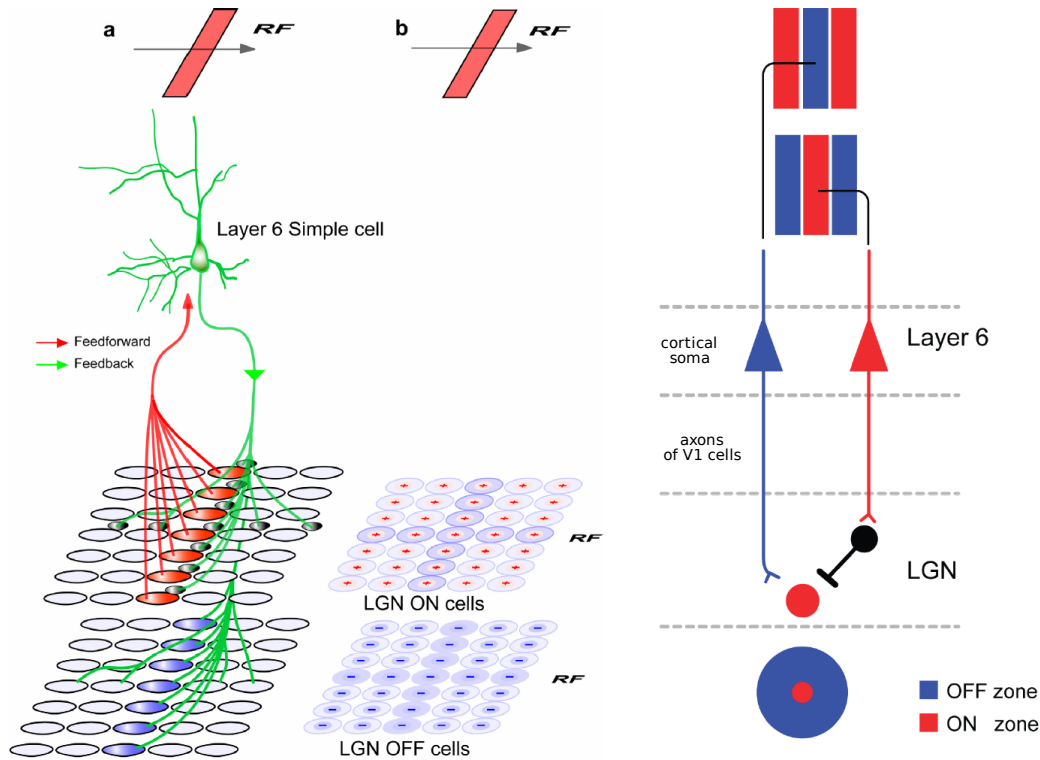 a
RF
b
RF
Layer 6 Simple cell
Feedforward
Feedback
RF
LGN ON cells
RF
LGN OFF cells
cortical
soma
Layer 6
axons
of V1 cells
LGN
OFF zone
ON zone